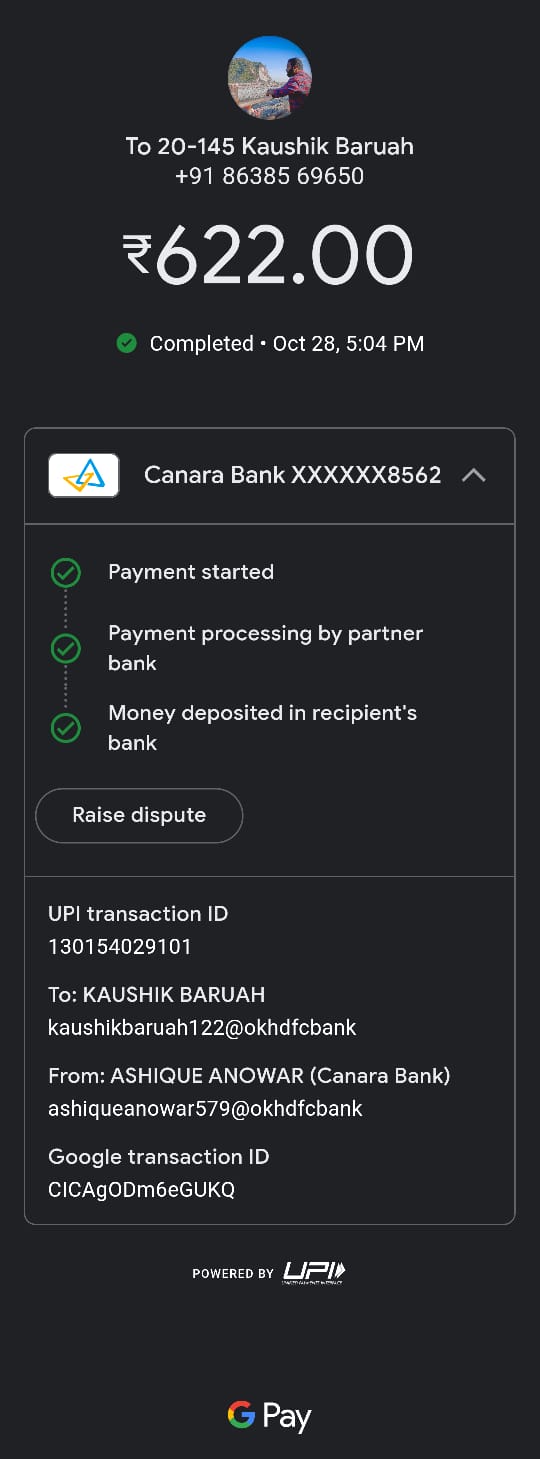 To 20-145 Kaushik Baruah
+91 86385 69650
₹622.00
Completed • Oct 28, 5:04 PM
Canara Bank XXXXXX8562
Payment started
Payment processing by partner
bank
Money deposited in recipient's
bank
Raise dispute
UPI transaction ID
130154029101
To: KAUSHIK BARUAH
kaushikbaruah122@okhdfcbank
From: ASHIQUE ANOWAR (Canara Bank)
ashiqueanowar579@okhdfcbank
Google transaction ID
CICAgODm6eGUKQ
POWERED BY UPI
UNIFIED PAYMENTS INTERFACE
G Pay